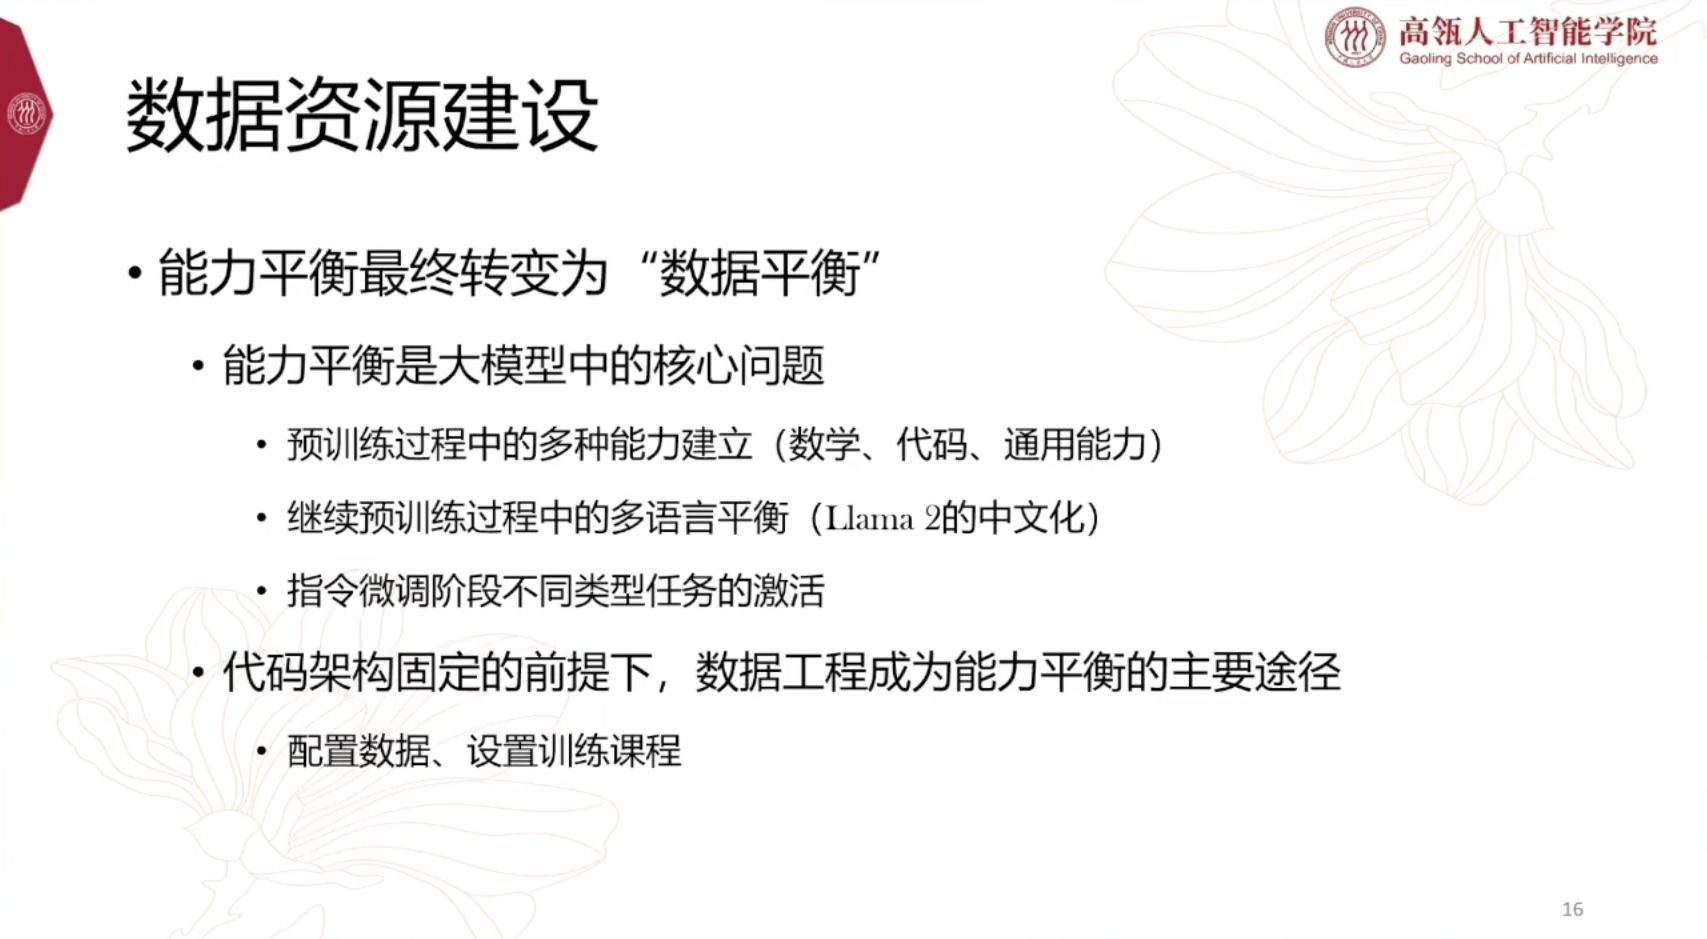 高瓴人工智能学院
Gaoling School of Artificial Intelligence
数据资源建设
• 能力平衡最终转变为“数据平衡”
• 能力平衡是大模型中的核心问题
• 预训练过程中的多种能力建立（数学、代码、通用能力）
• 继续预训练过程中的多语言平衡（Llama 2的中文化）
• 指令微调阶段不同类型任务的激活
• 代码架构固定的前提下，数据工程成为能力平衡的主要途径
• 配置数据、设置训练课程
16